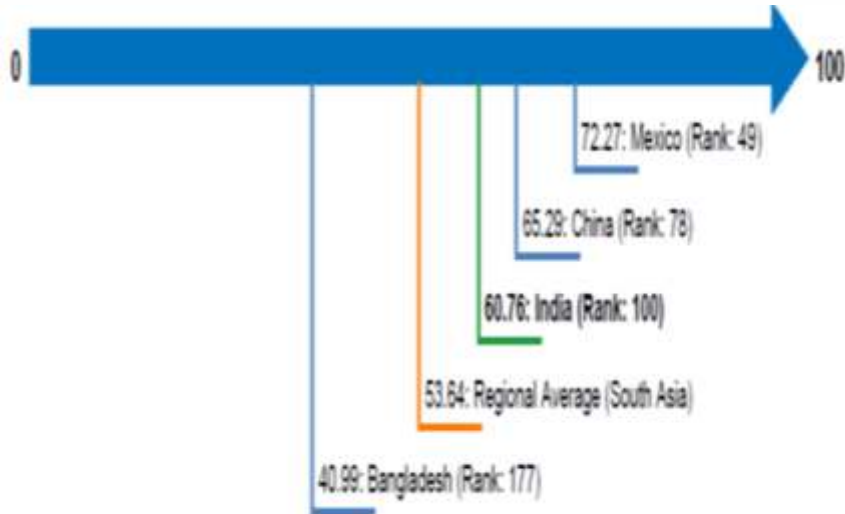 0
100
72.27: Mexico (Rank: 49)
65.29: China (Rank: 78)
60.76: India (Rank: 100)
53.64: Regional Average (South Asia)
40.99: Bangladesh (Rank: 177)